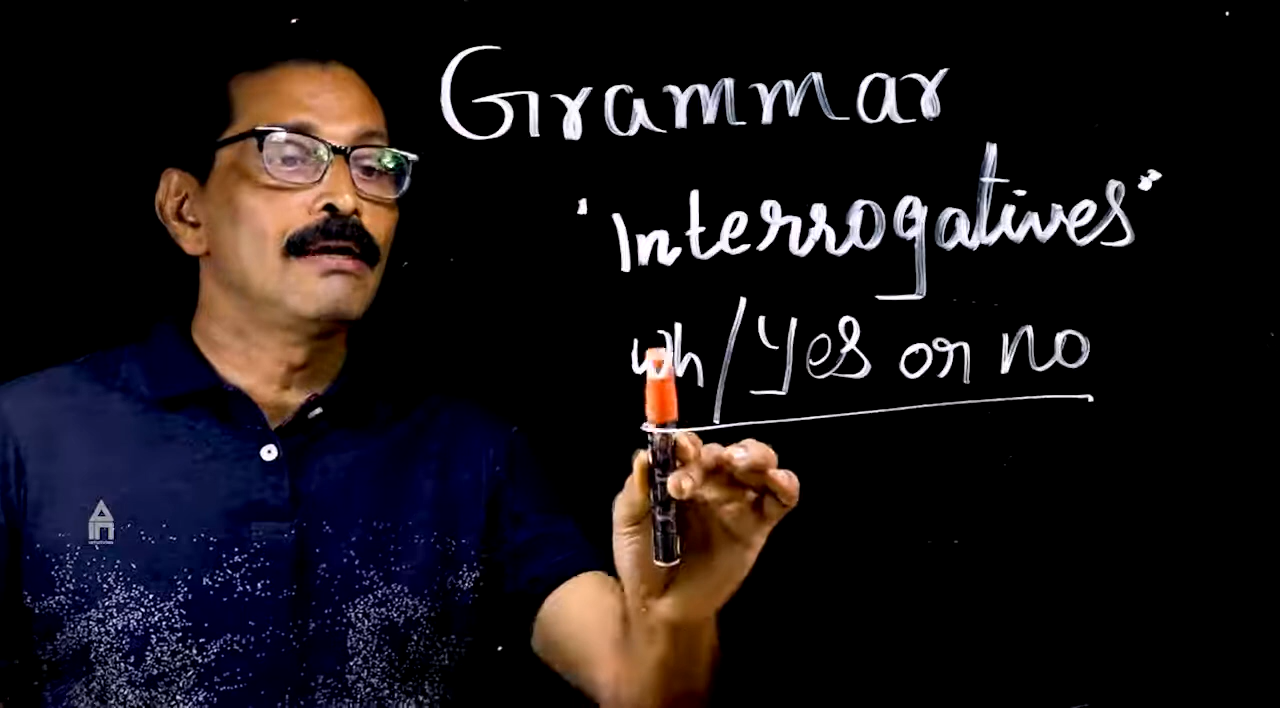 Grammar
'Interrogatives"
Wh/Yes or no